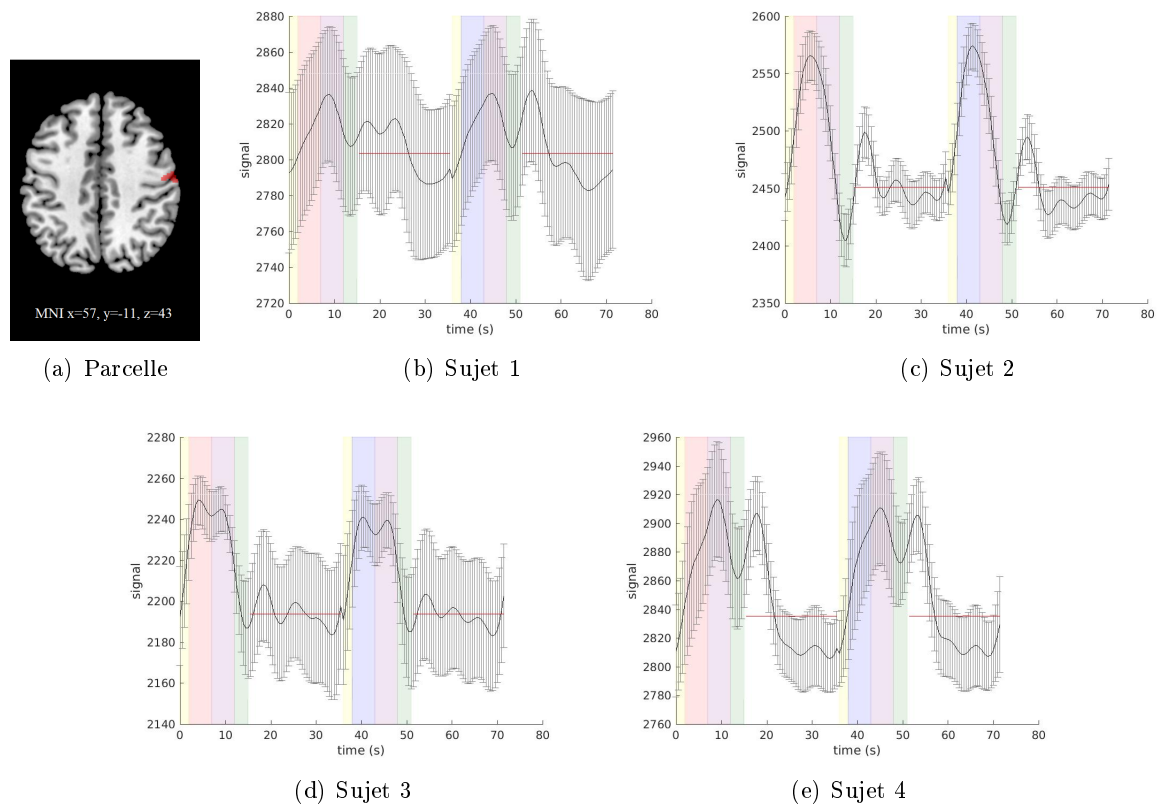 MNI x=57, y=-11, z=43
(a) Parcelle
2880
2860
2840
2820
2800
2780
2760
2740
2720
signal
0 10 20 30 40 50 60 70 80
time (s)
(b) Sujet 1
2600
2550
2500
2450
2400
2350
signal
0 10 20 30 40 50 60 70 80
time (s)
(c) Sujet 2
2280
2260
2240
2220
2200
2180
2160
2140
signal
0 10 20 30 40 50 60 70 80
time (s)
(d) Sujet 3
2960
2940
2920
2900
2880
2860
2840
2820
2800
2780
2760
signal
0 10 20 30 40 50 60 70 80
time (s)
(e) Sujet 4